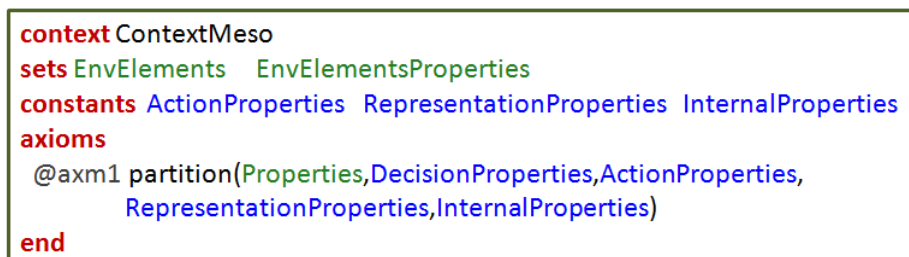 context ContextMeso
sets EnvElements EnvElementsProperties
constants ActionProperties RepresentationProperties InternalProperties
axioms
@axm1 partition(Properties,DecisionProperties,ActionProperties,
RepresentationProperties,InternalProperties)
end